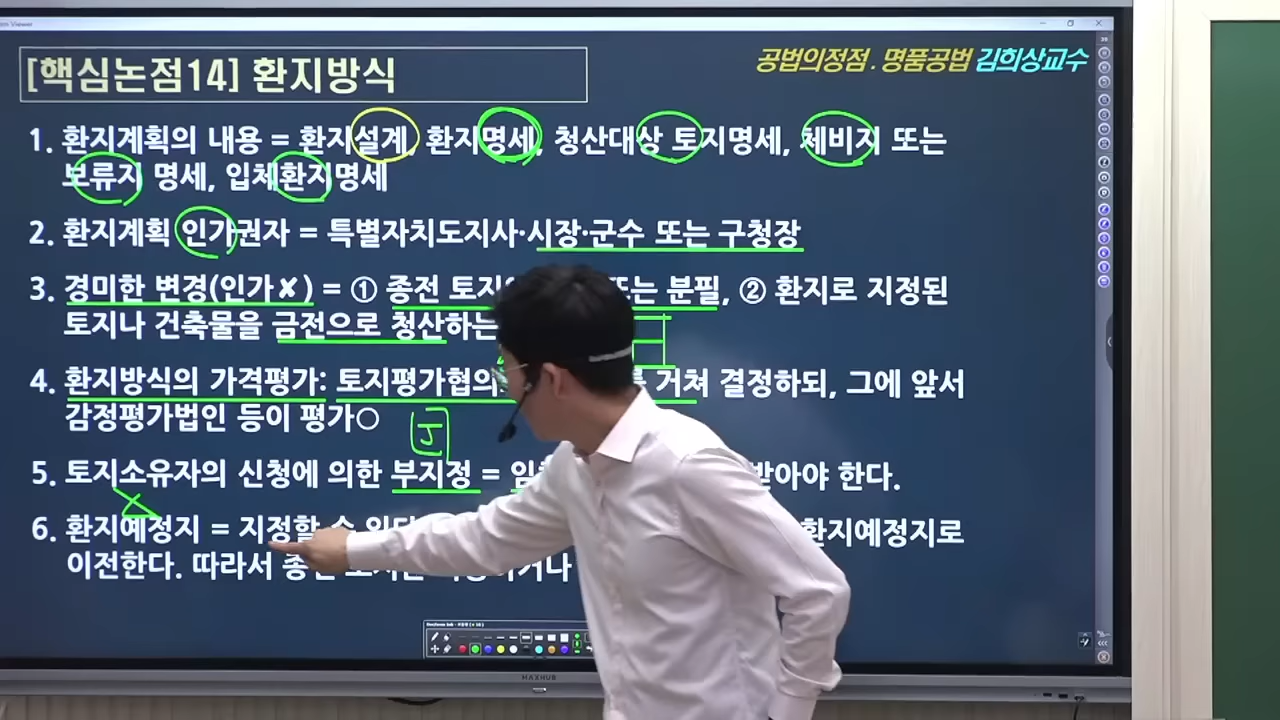 [핵심논점14] 환지방식
공법의정점 . 명품공법 김희상교수
1. 환지계획의 내용 = 환지설계, 환지명세, 청산대상 토지명세, 체비지 또는
보류지 명세, 입체환지명세
2. 환지계획 인가권자 = 특별자치도지사·시장·군수 또는 구청장
3. 경미한 변경(인가✘) = ① 종전 토지의 또는 분필, ② 환지로 지정된
토지나 건축물을 금전으로 청산하는
4. 환지방식의 가격평가: 토지평가협의 를 거쳐 결정하되, 그에 앞서
감정평가법인 등이 평가○
5. 토지소유자의 신청에 의한 부지정 = 받아야 한다.
6. 환지예정지 = 지정할 수 있다 환지예정지로
이전한다. 따라서 종전 토지는
MAXHUB